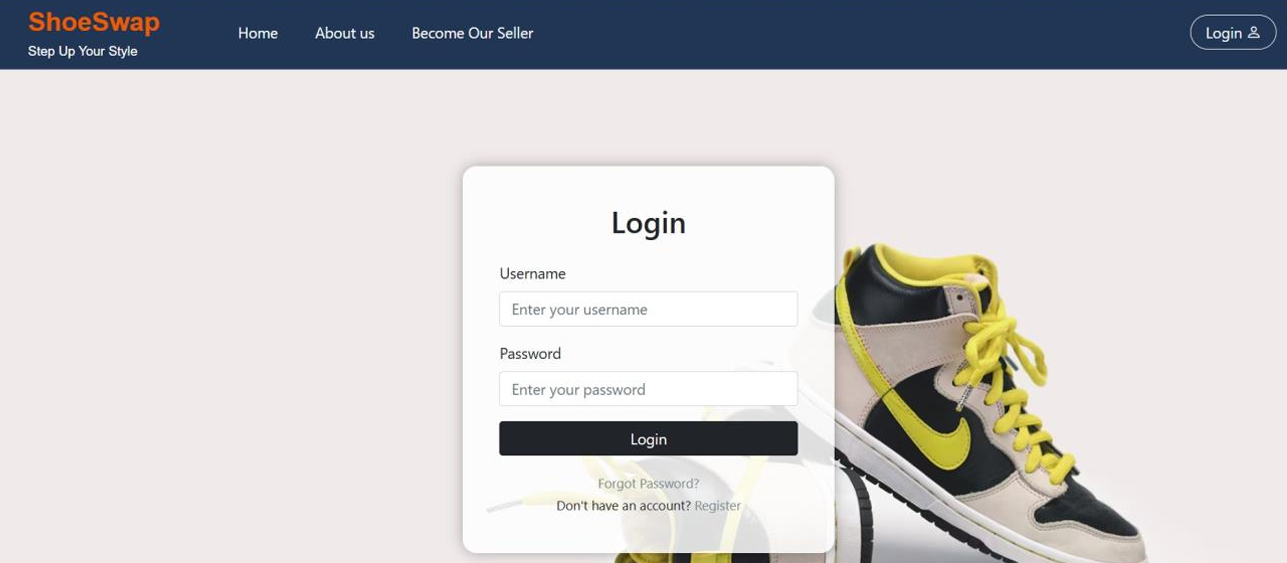 ShoeSwap
Step Up Your Style
Home About us Become Our Seller Login
Login
Username
Enter your username
Password
Enter your password
Login
Forgot Password?
Don't have an account? Register